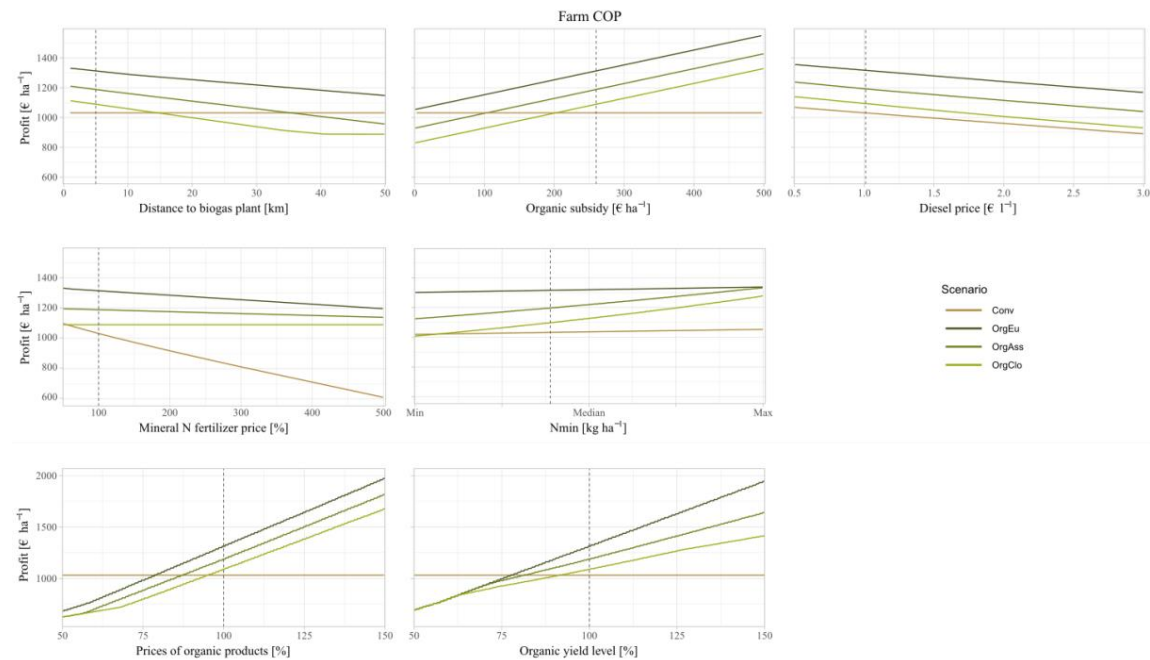 Farm COP
Profit [€ ha⁻¹]
1400
1200
1000
800
600
0 10 20 30 40 50
Distance to biogas plant [km]
0 100 200 300 400 500
Organic subsidy [€ ha⁻¹]
0.5 1.0 1.5 2.0 2.5 3.0
Diesel price [€ l⁻¹]
Profit [€ ha⁻¹]
1400
1200
1000
800
600
100 200 300 400 500
Mineral N fertilizer price [%]
Min Median Max
Nmin [kg ha⁻¹]
Scenario
Conv
OrgEu
OrgAss
OrgClo
Profit [€ ha⁻¹]
2000
1500
1000
50 75 100 125 150
Prices of organic products [%]
50 75 100 125 150
Organic yield level [%]